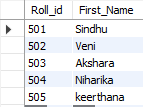 Roll_id First_Name
501 Sindhu
502 Veni
503 Akshara
504 Niharika
505 keerthana